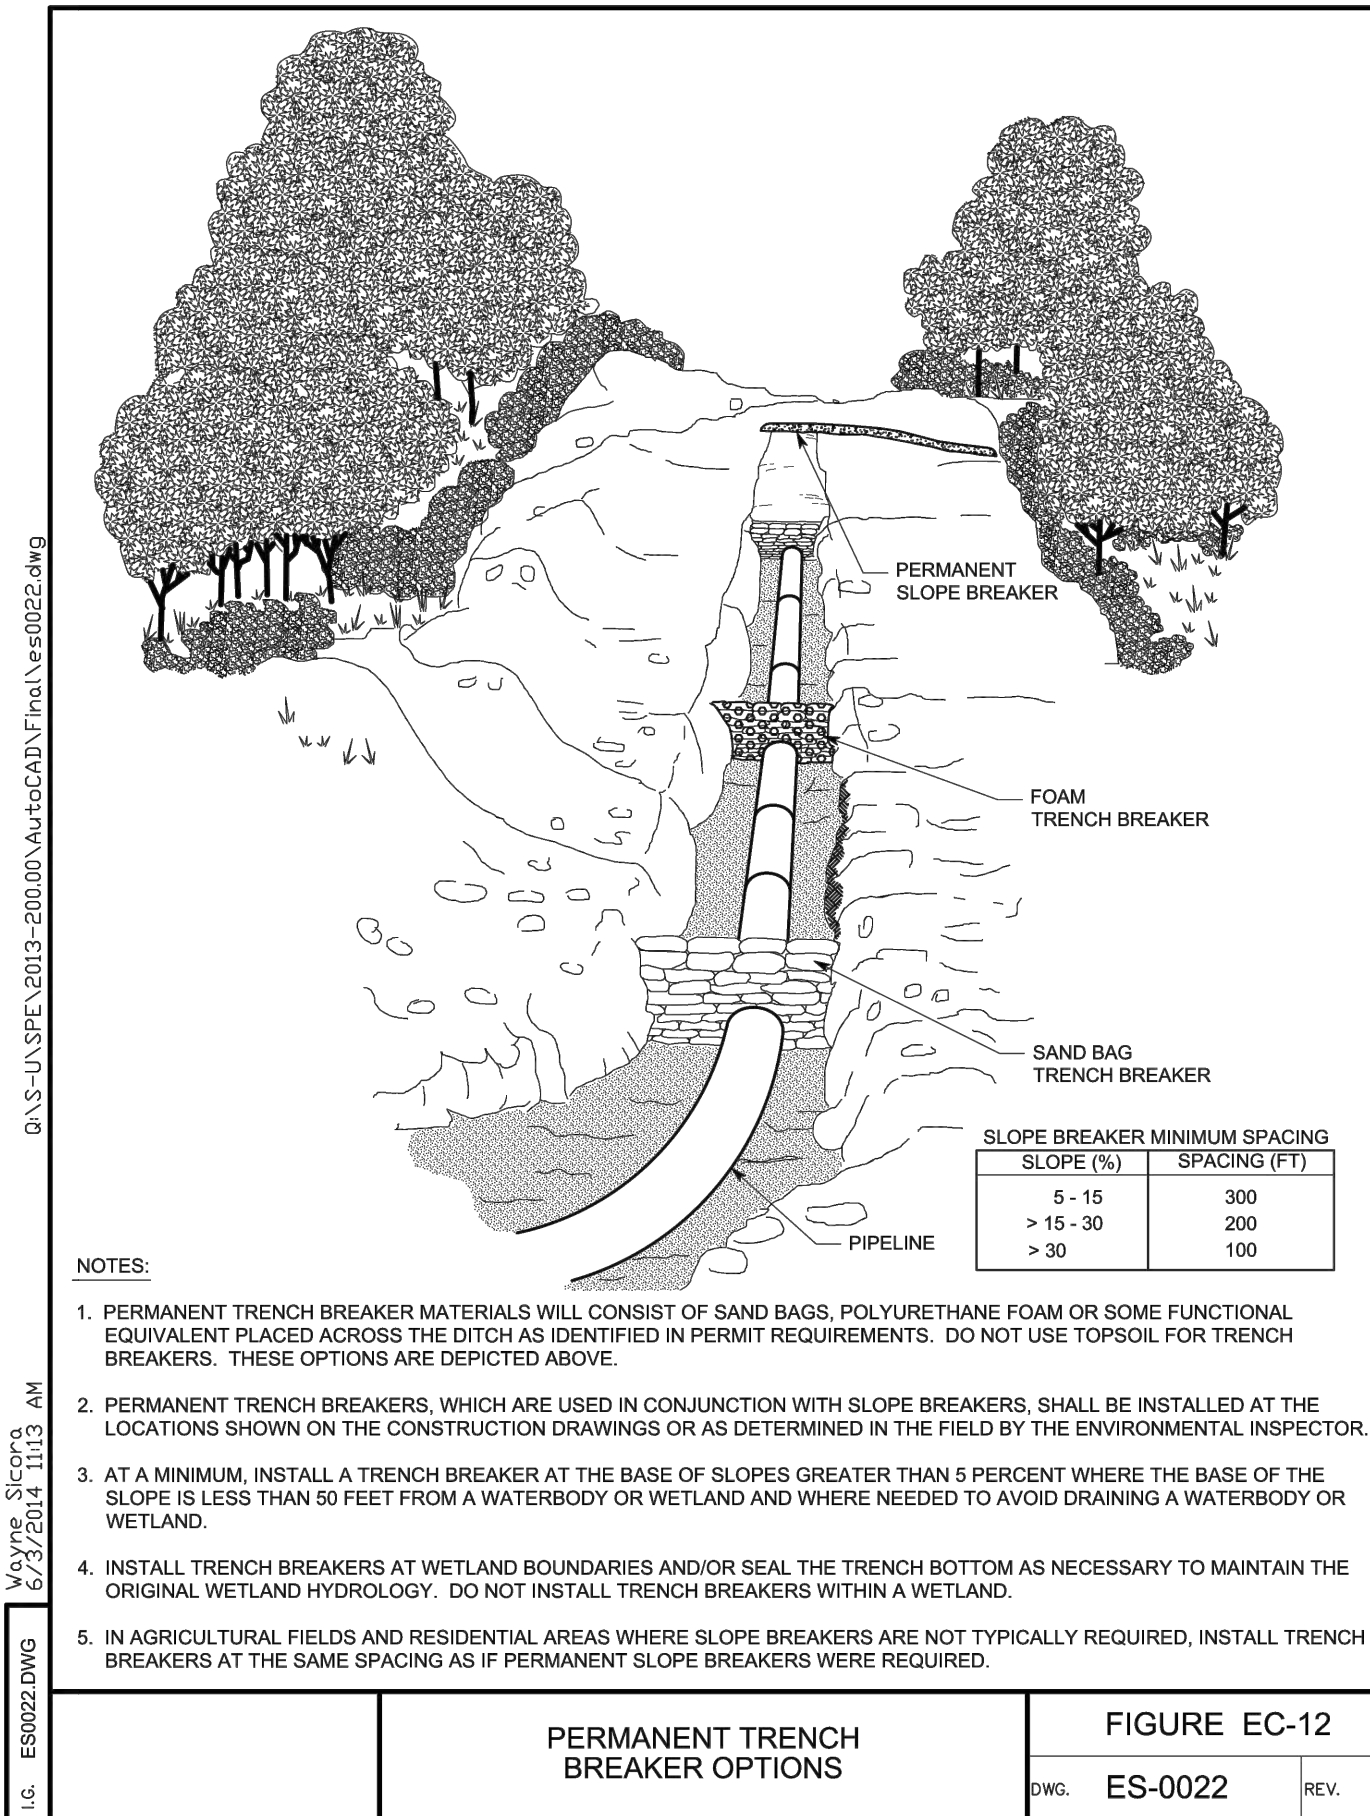 PERMANENT
SLOPE BREAKER
FOAM
TRENCH BREAKER
SAND BAG
TRENCH BREAKER
PIPELINE
SLOPE BREAKER MINIMUM SPACING
SLOPE (%) SPACING (FT)
5 - 15 300
> 15 - 30 200
> 30 100
NOTES:
1. PERMANENT TRENCH BREAKER MATERIALS WILL CONSIST OF SAND BAGS, POLYURETHANE FOAM OR SOME FUNCTIONAL
EQUIVALENT PLACED ACROSS THE DITCH AS IDENTIFIED IN PERMIT REQUIREMENTS. DO NOT USE TOPSOIL FOR TRENCH
BREAKERS. THESE OPTIONS ARE DEPICTED ABOVE.
2. PERMANENT TRENCH BREAKERS, WHICH ARE USED IN CONJUNCTION WITH SLOPE BREAKERS, SHALL BE INSTALLED AT THE
LOCATIONS SHOWN ON THE CONSTRUCTION DRAWINGS OR AS DETERMINED IN THE FIELD BY THE ENVIRONMENTAL INSPECTOR.
3. AT A MINIMUM, INSTALL A TRENCH BREAKER AT THE BASE OF SLOPES GREATER THAN 5 PERCENT WHERE THE BASE OF THE
SLOPE IS LESS THAN 50 FEET FROM A WATERBODY OR WETLAND AND WHERE NEEDED TO AVOID DRAINING A WATERBODY OR
WETLAND.
4. INSTALL TRENCH BREAKERS AT WETLAND BOUNDARIES AND/OR SEAL THE TRENCH BOTTOM AS NECESSARY TO MAINTAIN THE
ORIGINAL WETLAND HYDROLOGY. DO NOT INSTALL TRENCH BREAKERS WITHIN A WETLAND.
5. IN AGRICULTURAL FIELDS AND RESIDENTIAL AREAS WHERE SLOPE BREAKERS ARE NOT TYPICALLY REQUIRED, INSTALL TRENCH
BREAKERS AT THE SAME SPACING AS IF PERMANENT SLOPE BREAKERS WERE REQUIRED.
PERMANENT TRENCH
BREAKER OPTIONS
FIGURE EC-12
DWG. ES-0022 REV.
Q:\S-U\SPE\2013-200.00\AutoCAD\Final\es0022.dwg
Wayne Sicora
6/3/2014 11:13 AM
I.G. ES0022.DWG